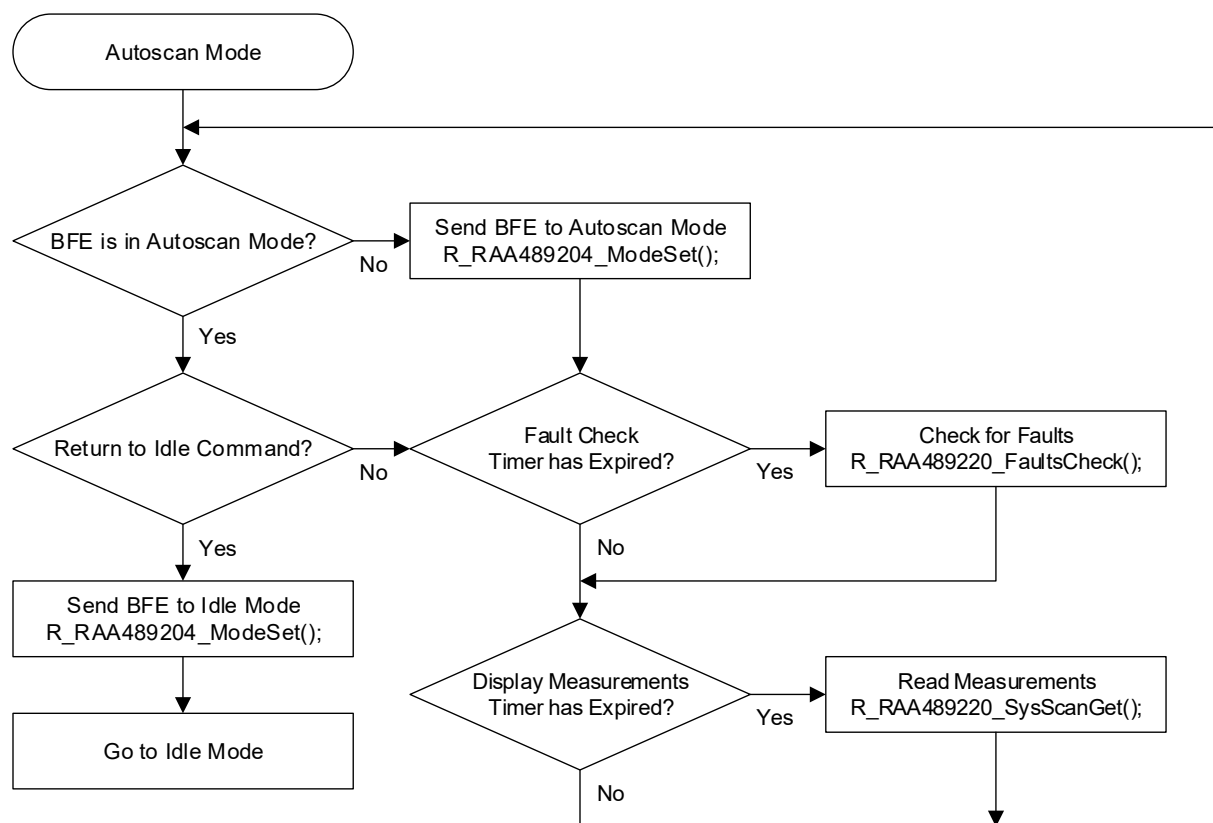 Autoscan Mode
BFE is in Autoscan Mode?
No
Send BFE to Autoscan Mode
R_RAA489204_ModeSet();
Yes
Return to Idle Command?
No
Fault Check
Timer has Expired?
Yes
Check for Faults
R_RAA489220_FaultsCheck();
Yes
No
Send BFE to Idle Mode
R_RAA489204_ModeSet();
Display Measurements
Timer has Expired?
Yes
Read Measurements
R_RAA489220_SysScanGet();
Go to Idle Mode
No